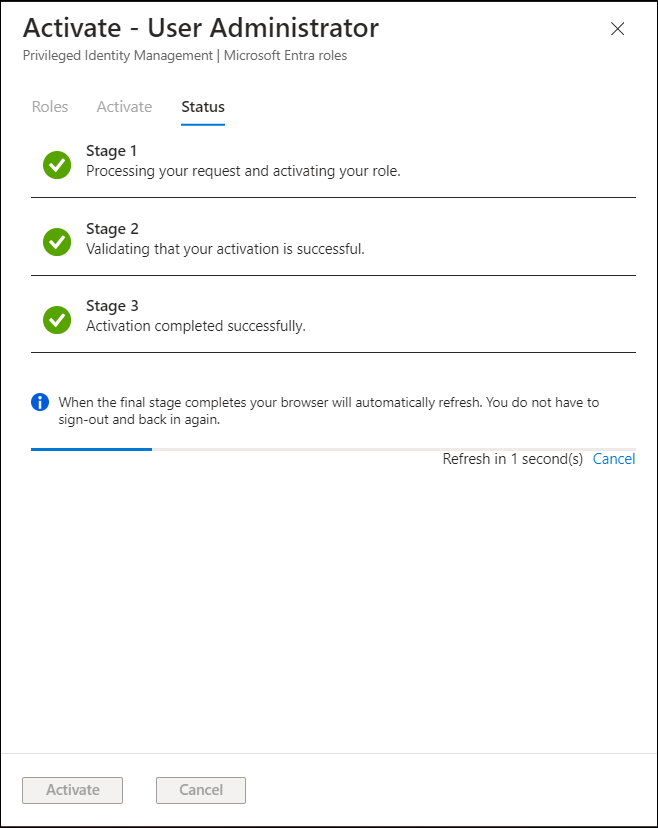 Activate - User Administrator
Privileged Identity Management | Microsoft Entra roles
Roles Activate Status
Stage 1
Processing your request and activating your role.
Stage 2
Validating that your activation is successful.
Stage 3
Activation completed successfully.
When the final stage completes your browser will automatically refresh. You do not have to
sign-out and back in again.
Refresh in 1 second(s) Cancel
Activate Cancel